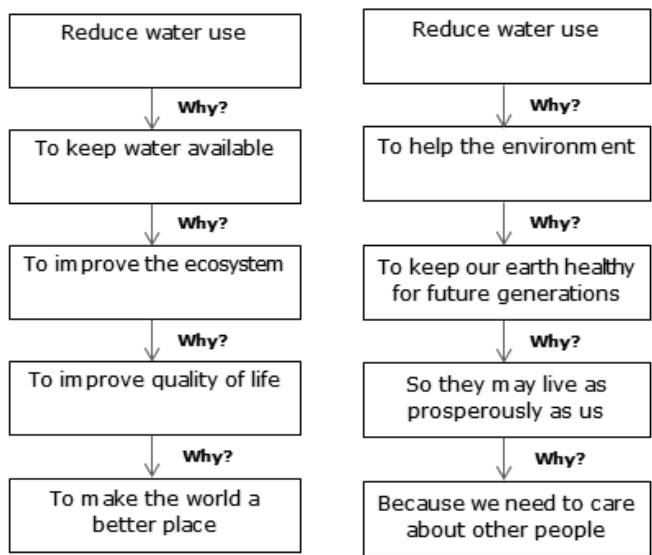 Reduce water use
Why?
To keep water available
Why?
To improve the ecosystem
Why?
To improve quality of life
Why?
To make the world a
better place
Reduce water use
Why?
To help the environment
Why?
To keep our earth healthy
for future generations
Why?
So they may live as
prosperously as us
Why?
Because we need to care
about other people